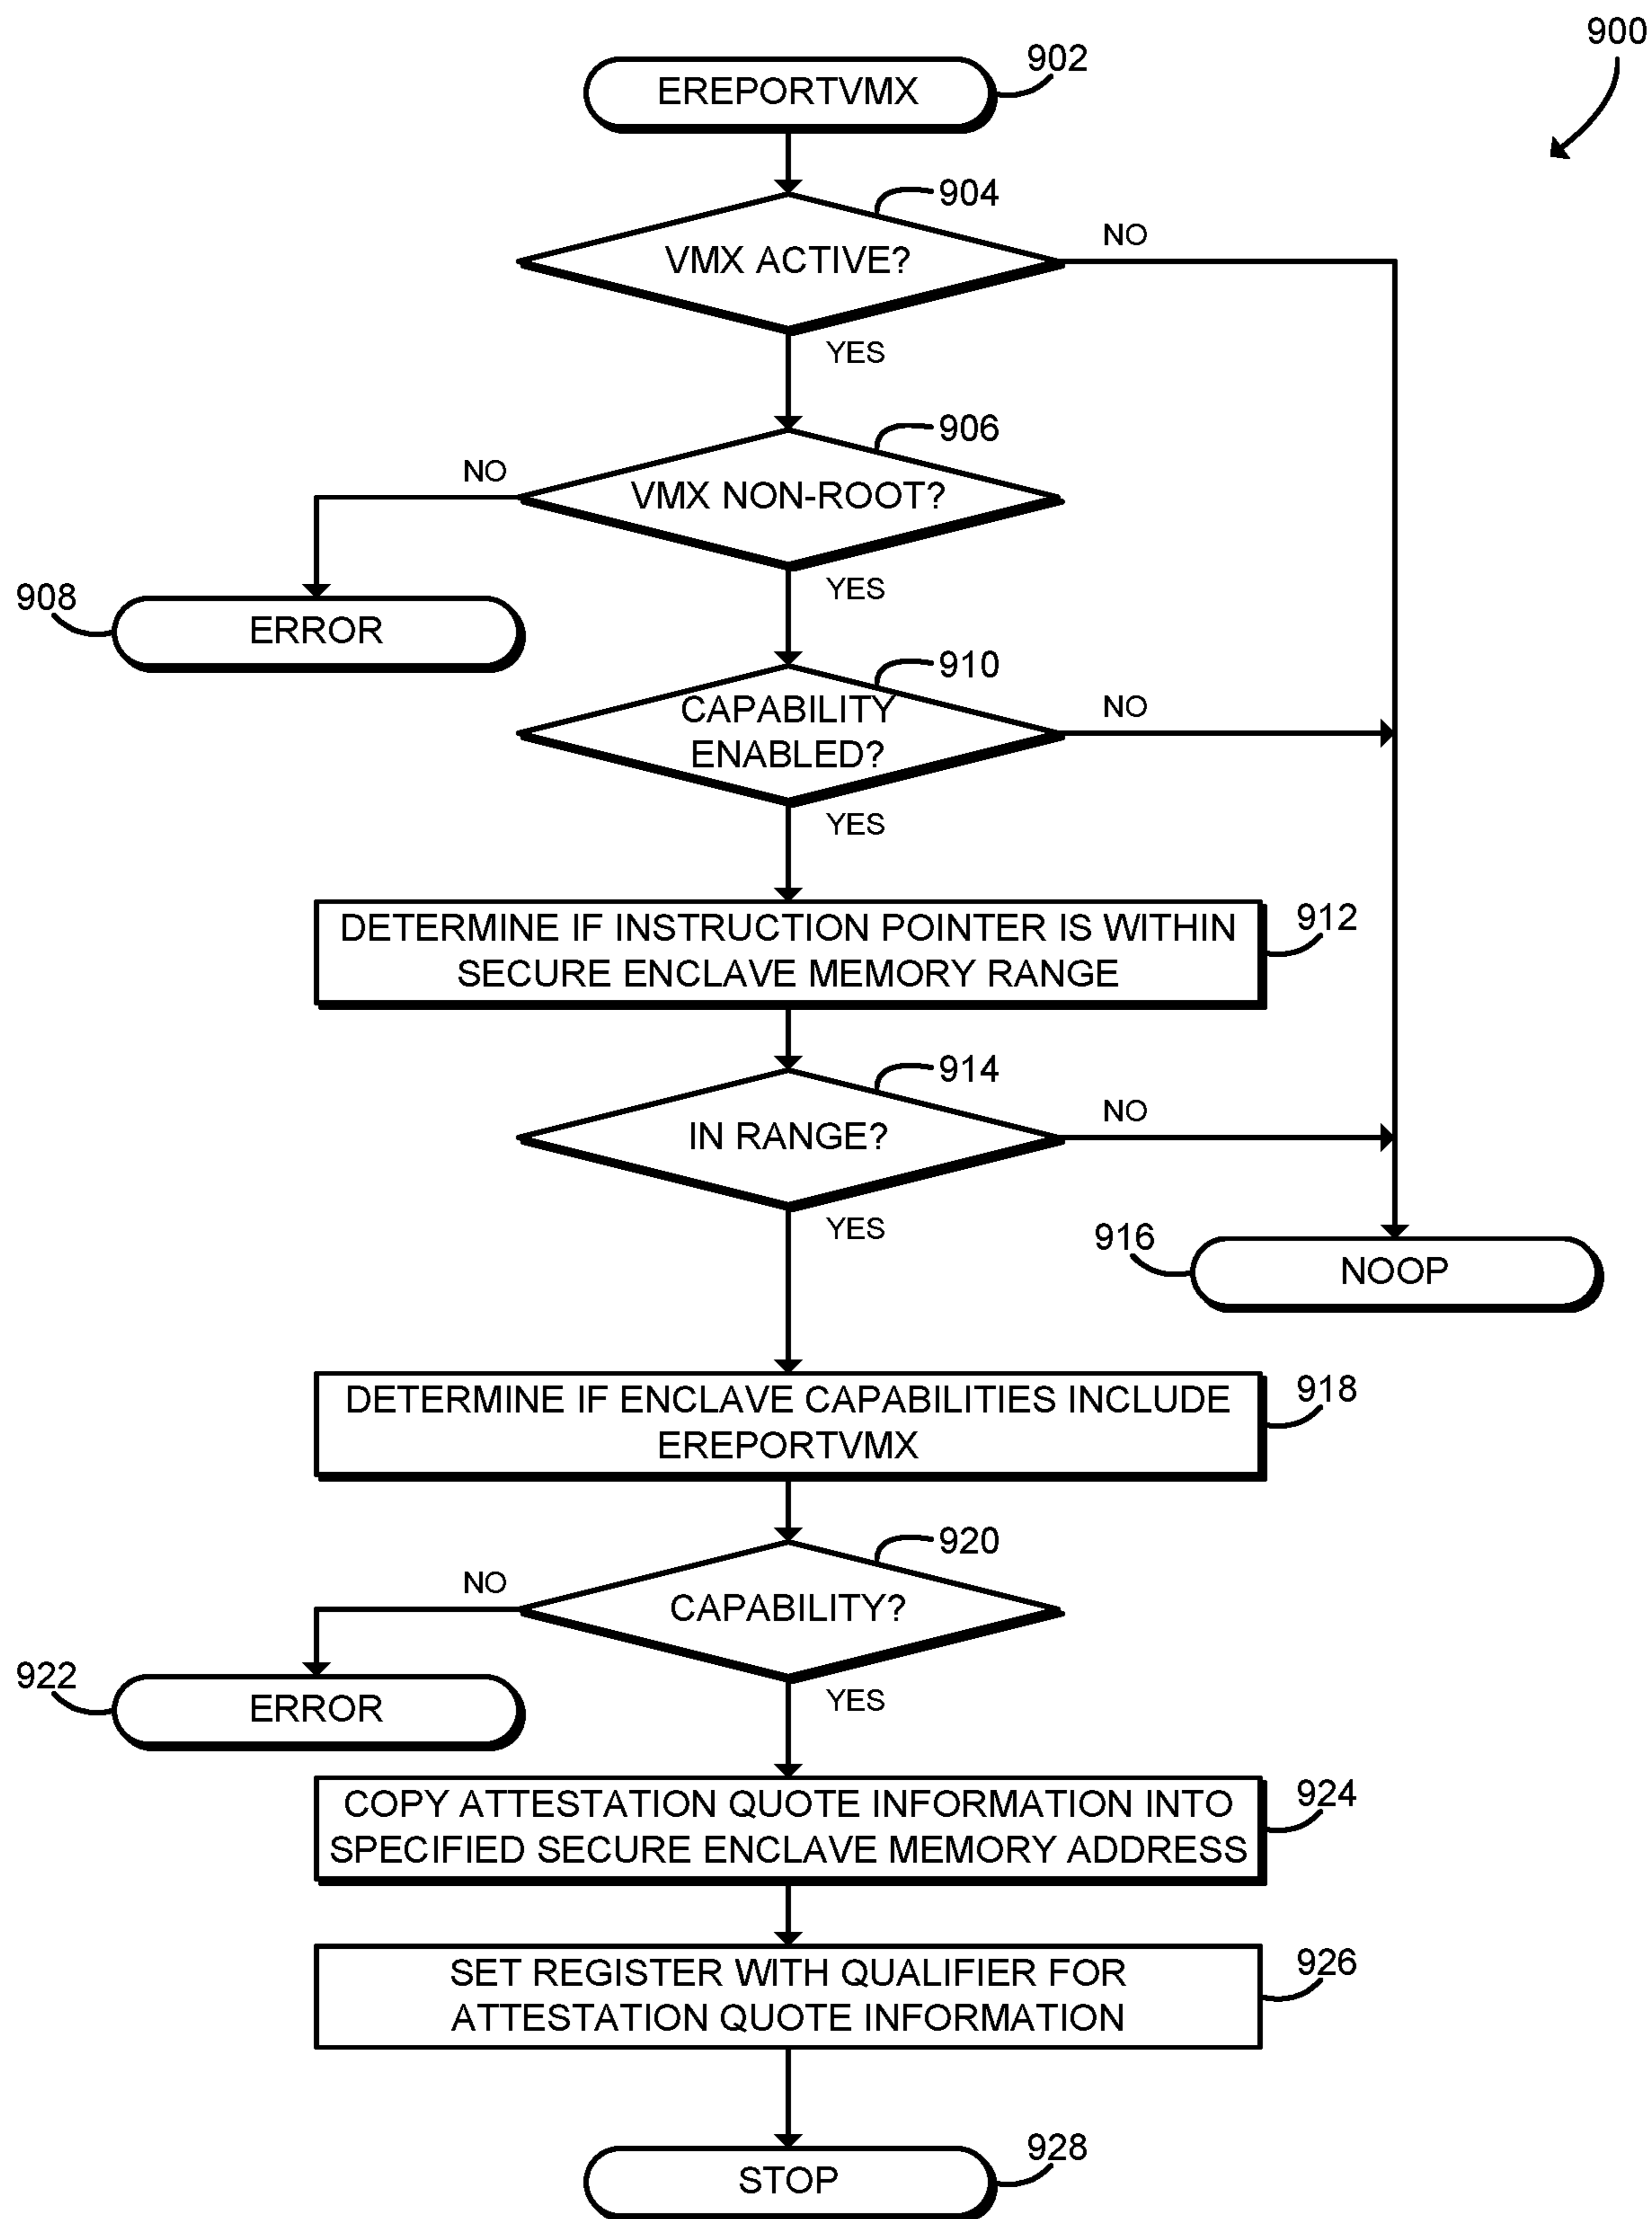 900
902
EREPORTVMX
904
VMX ACTIVE?
NO
YES
906
NO
VMX NON-ROOT?
YES
908
ERROR
910
CAPABILITY
ENABLED?
NO
YES
DETERMINE IF INSTRUCTION POINTER IS WITHIN
SECURE ENCLAVE MEMORY RANGE
912
914
IN RANGE?
NO
YES
916
NOOP
DETERMINE IF ENCLAVE CAPABILITIES INCLUDE
EREPORTVMX
918
920
NO
CAPABILITY?
YES
922
ERROR
COPY ATTESTATION QUOTE INFORMATION INTO
SPECIFIED SECURE ENCLAVE MEMORY ADDRESS
924
SET REGISTER WITH QUALIFIER FOR
ATTESTATION QUOTE INFORMATION
926
928
STOP